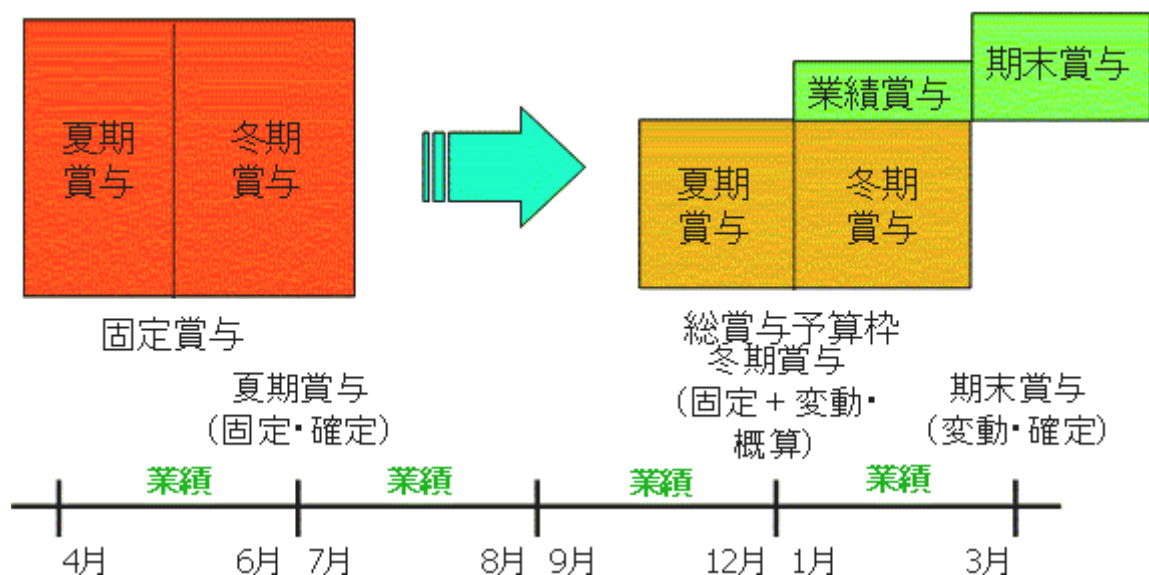 夏期
賞与
冬期
賞与
固定賞与
業績賞与
期末賞与
夏期
賞与
冬期
賞与
総賞与予算枠
夏期賞与
(固定・確定)
冬期賞与
(固定+変動・
概算)
期末賞与
(変動・確定)
業績 業績 業績 業績
4月 6月 7月 8月 9月 12月 1月 3月